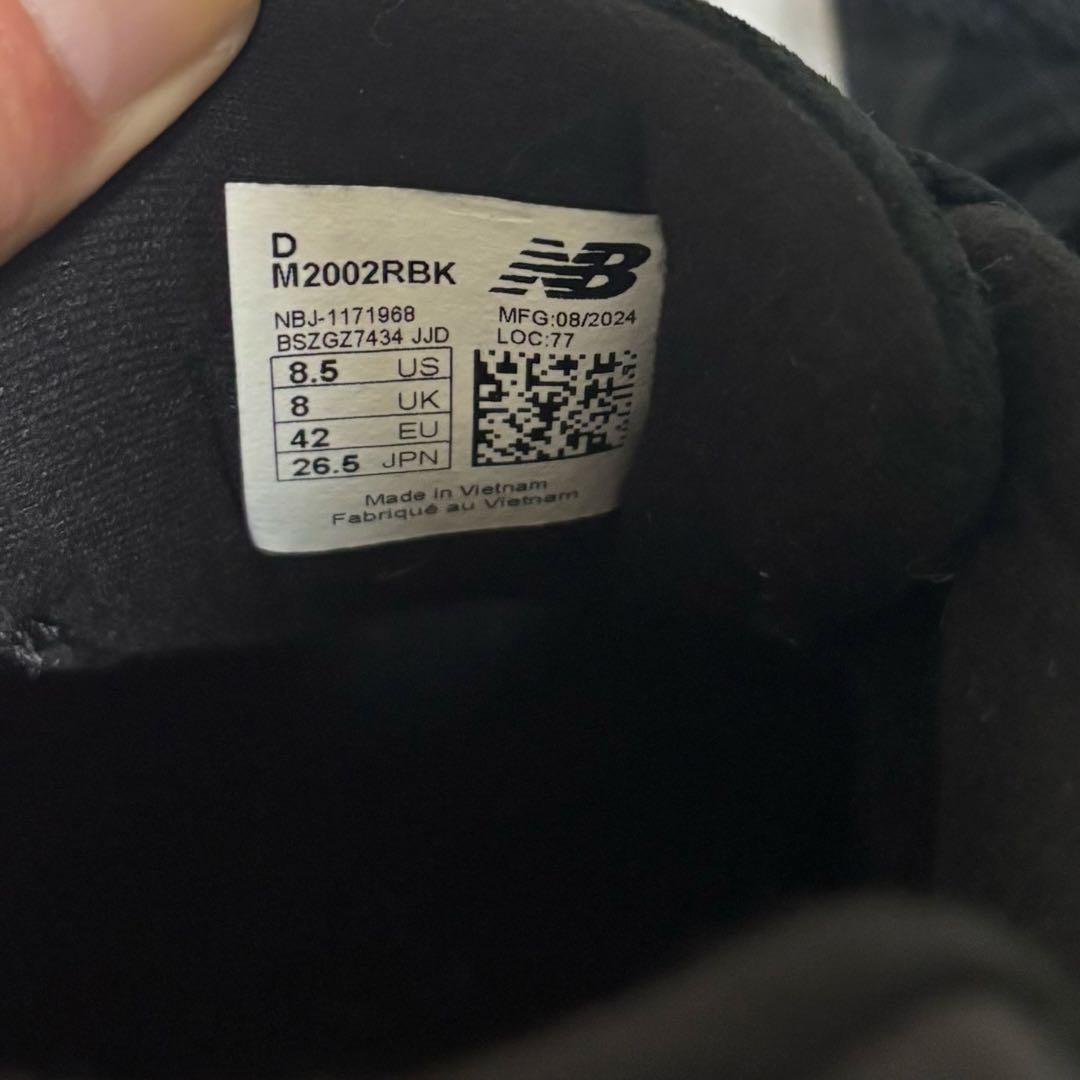 D
M2002RBK
NB
NBJ-1171968
MFG:08/2024
BSZGZ7434 JJD
LOC:77
8.5 US
8 UK
42 EU
26.5 JPN
Made in Vietnam
Fabriqué au Vietnam